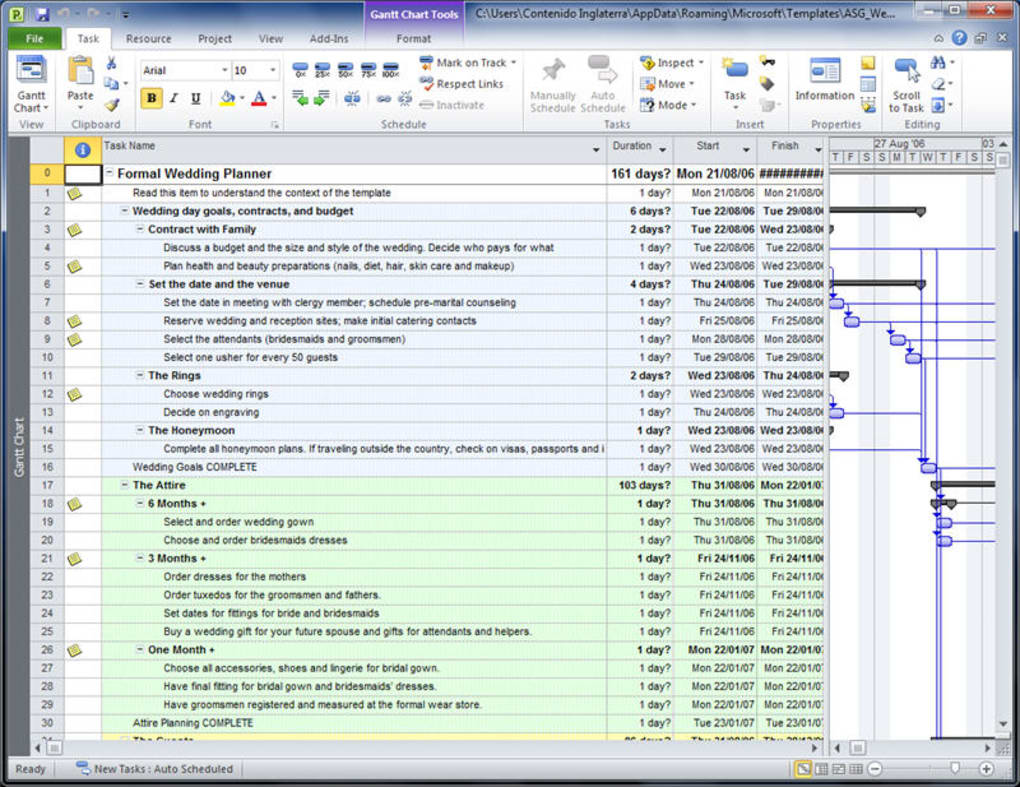 Gantt Chart Tools C:\Users\Contenido Inglaterra\AppData\Roaming\Microsoft\Templates\ASG_We...
File Task Resource Project View Add-Ins Format
Gantt Chart
View
Paste
Clipboard
Arial 10
B I U
Font
0% 25% 50% 75% 100%
Mark on Track
Respect Links
Inactivate
Schedule
Manually Schedule
Auto Schedule
Inspect
Move
Mode
Tasks
Task
Insert
Information
Properties
Scroll to Task
Editing
Task Name Duration Start Finish 27 Aug '06 03
T F S S M T W T F S S
0 Formal Wedding Planner 161 days? Mon 21/08/06 ##########
1 Read this item to understand the context of the template 1 day? Mon 21/08/06 Mon 21/08/06
2 Wedding day goals, contracts, and budget 6 days? Tue 22/08/06 Tue 29/08/0
3 Contract with Family 2 days? Tue 22/08/06 Wed 23/08/0
4 Discuss a budget and the size and style of the wedding. Decide who pays for what 1 day? Tue 22/08/06 Tue 22/08/0
5 Plan health and beauty preparations (nails, diet, hair, skin care and makeup) 1 day? Wed 23/08/06 Wed 23/08/0
6 Set the date and the venue 4 days? Thu 24/08/06 Tue 29/08/0
7 Set the date in meeting with clergy member; schedule pre-marital counseling 1 day? Thu 24/08/06 Thu 24/08/0
8 Reserve wedding and reception sites; make initial catering contacts 1 day? Fri 25/08/06 Fri 25/08/0
9 Select the attendants (bridesmaids and groomsmen) 1 day? Mon 28/08/06 Mon 28/08/0
10 Select one usher for every 50 guests 1 day? Tue 29/08/06 Tue 29/08/0
11 The Rings 2 days? Wed 23/08/06 Thu 24/08/0
12 Choose wedding rings 1 day? Wed 23/08/06 Wed 23/08/0
13 Decide on engraving 1 day? Thu 24/08/06 Thu 24/08/0
14 The Honeymoon 1 day? Wed 23/08/06 Wed 23/08/0
15 Complete all honeymoon plans. If traveling outside the country, check on visas, passports and i 1 day? Wed 23/08/06 Wed 23/08/0
16 Wedding Goals COMPLETE 1 day? Wed 30/08/06 Wed 30/08/0
17 The Attire 103 days? Thu 31/08/06 Mon 22/01/0
18 6 Months + 1 day? Thu 31/08/06 Thu 31/08/0
19 Select and order wedding gown 1 day? Thu 31/08/06 Thu 31/08/0
20 Choose and order bridesmaids dresses 1 day? Thu 31/08/06 Thu 31/08/0
21 3 Months + 1 day? Fri 24/11/06 Fri 24/11/0
22 Order dresses for the mothers 1 day? Fri 24/11/06 Fri 24/11/0
23 Order tuxedos for the groomsmen and fathers. 1 day? Fri 24/11/06 Fri 24/11/0
24 Set dates for fittings for bride and bridesmaids 1 day? Fri 24/11/06 Fri 24/11/0
25 Buy a wedding gift for your future spouse and gifts for attendants and helpers. 1 day? Fri 24/11/06 Fri 24/11/0
26 One Month + 1 day? Mon 22/01/07 Mon 22/01/0
27 Choose all accessories, shoes and lingerie for bridal gown. 1 day? Mon 22/01/07 Mon 22/01/0
28 Have final fitting for bridal gown and bridesmaids' dresses. 1 day? Mon 22/01/07 Mon 22/01/0
29 Have groomsmen registered and measured at the formal wear store. 1 day? Mon 22/01/07 Mon 22/01/0
30 Attire Planning COMPLETE 1 day? Tue 23/01/07 Tue 23/01/0
Gantt Chart
Ready New Tasks : Auto Scheduled